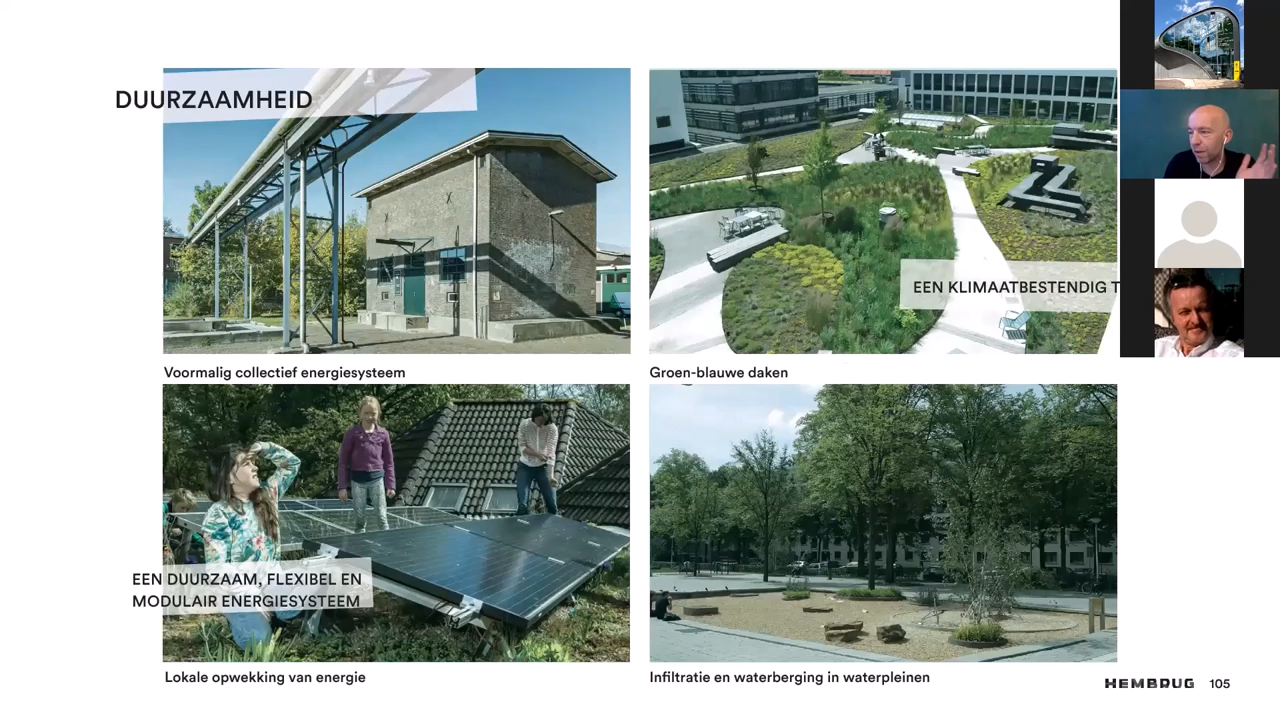 DUURZAAMHEID
EEN KLIMAATBESTENDIG T
Voormalig collectief energiesysteem
Groen-blauwe daken
EEN DUURZAAM, FLEXIBEL EN
MODULAIR ENERGIESYSTEEM
Lokale opwekking van energie
Infiltratie en waterberging in waterpleinen
HEMBRUG 105